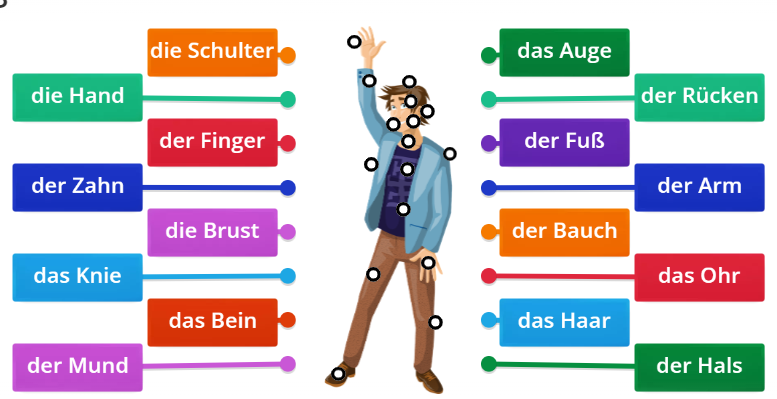 die Schulter
die Hand
der Finger
der Zahn
die Brust
das Knie
das Bein
der Mund
das Auge
der Rücken
der Fuß
der Arm
der Bauch
das Ohr
das Haar
der Hals